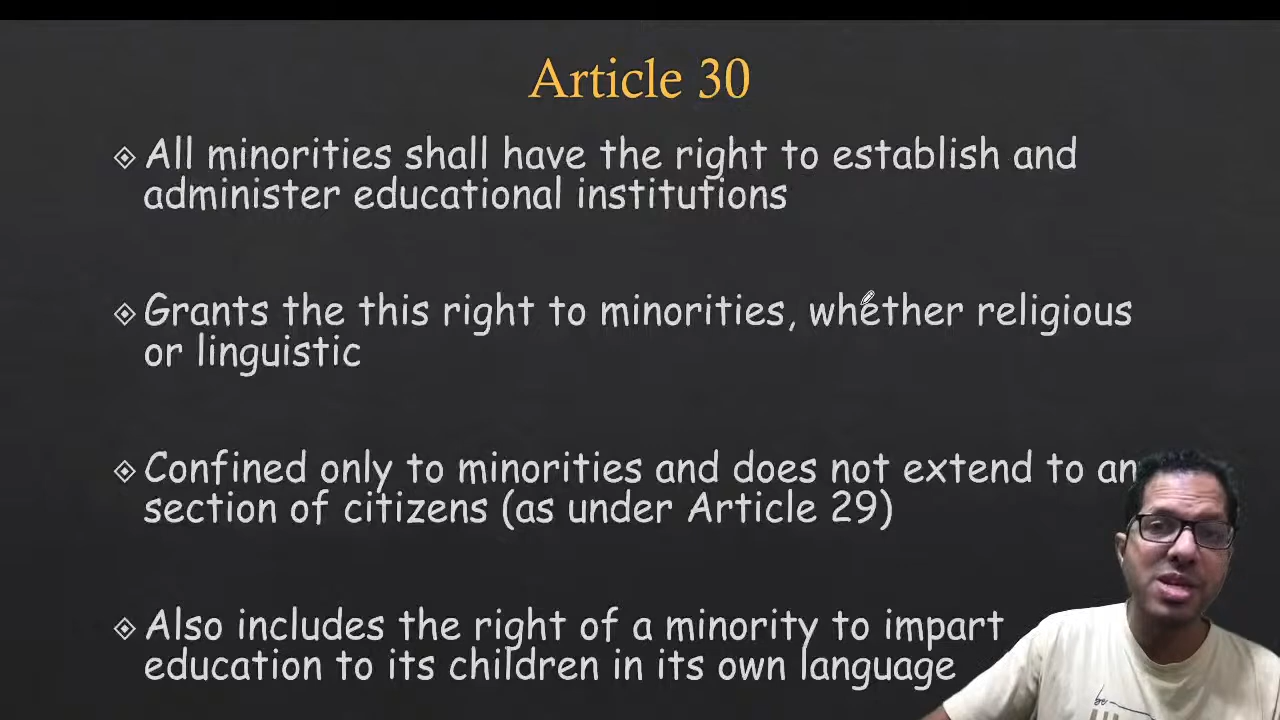 Article 30
All minorities shall have the right to establish and
administer educational institutions
Grants the this right to minorities, whether religious
or linguistic
Confined only to minorities and does not extend to
section of citizens (as under Article 29)
Also includes the right of a minority to impart
education to its children in its own language
be